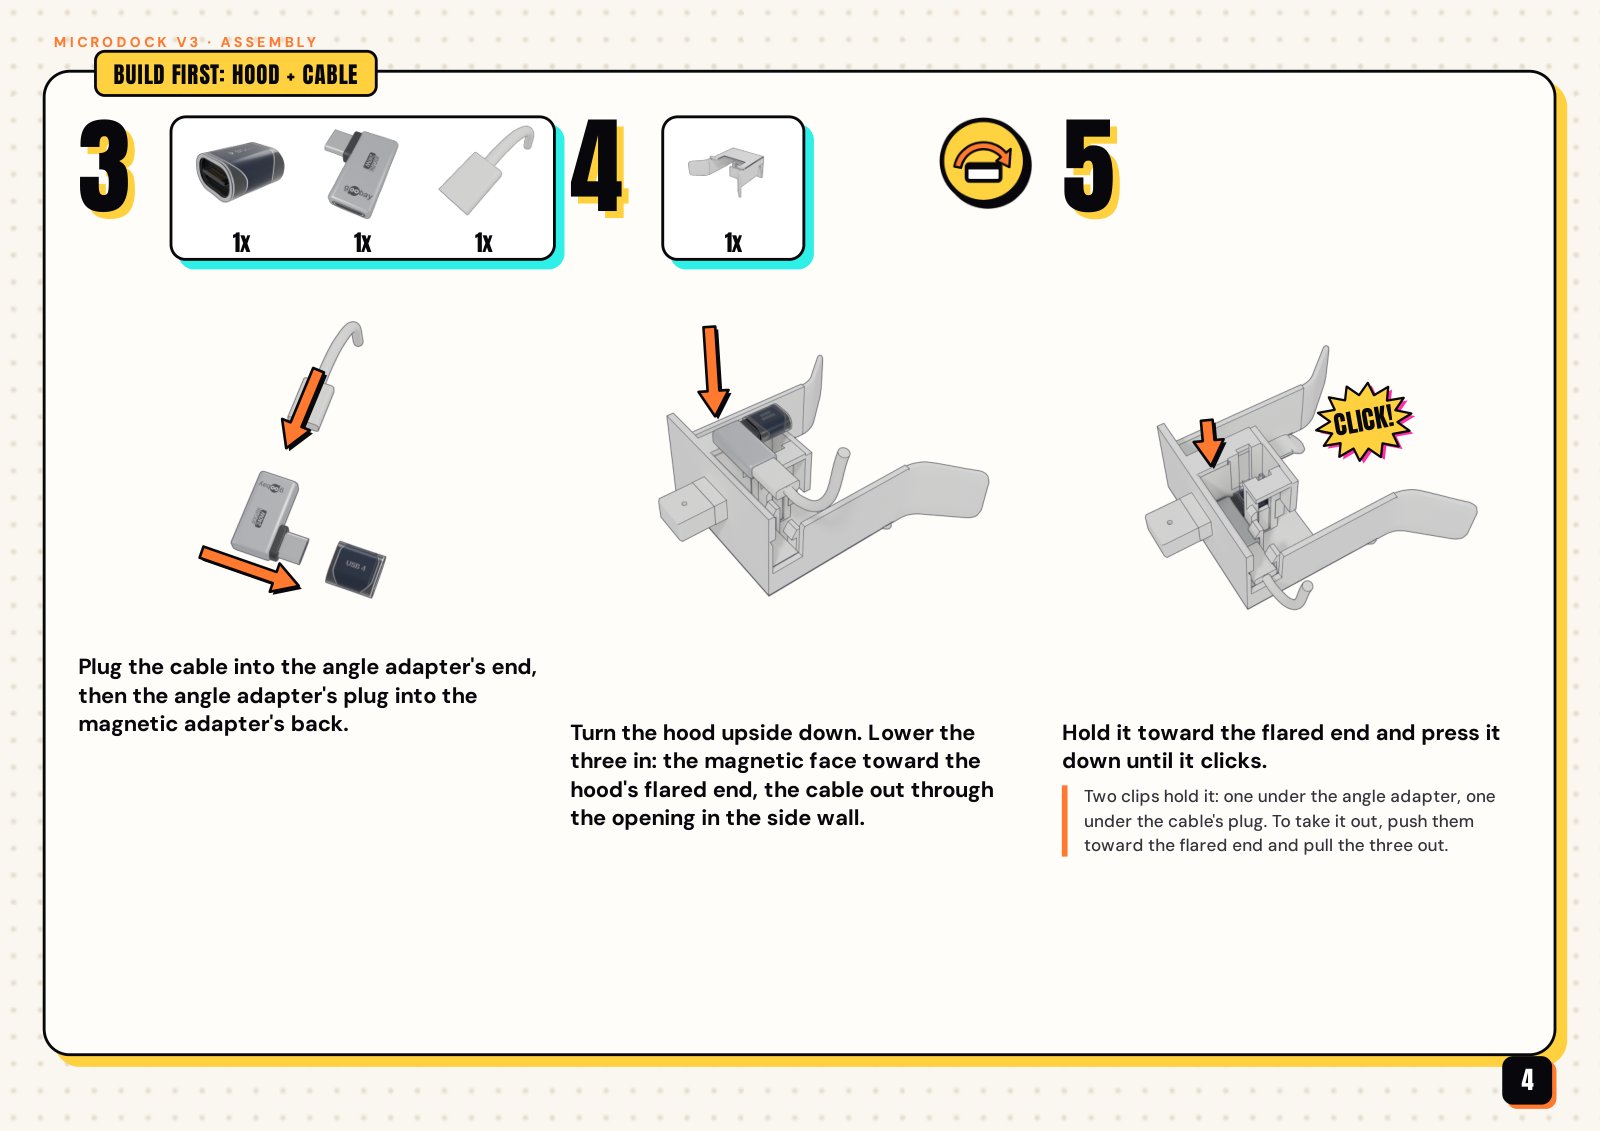 MICRODOCK V3 · ASSEMBLY
BUILD FIRST: HOOD + CABLE
3
1x
1x
1x
goobay
Plug the cable into the angle adapter's end,
then the angle adapter's plug into the
magnetic adapter's back.
goobay
USB 4
4
1x
Turn the hood upside down. Lower the
three in: the magnetic face toward the
hood's flared end, the cable out through
the opening in the side wall.
5
CLICK!
Hold it toward the flared end and press it
down until it clicks.
Two clips hold it: one under the angle adapter, one
under the cable's plug. To take it out, push them
toward the flared end and pull the three out.
4